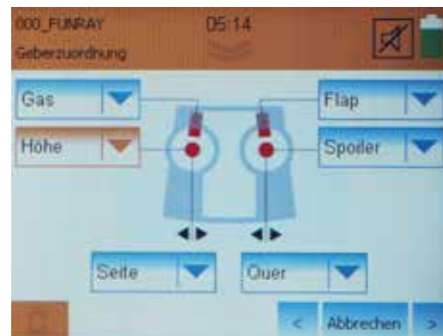 000_FUNRAY 05:14
Geberzuordnung
Gas Flap
Höhe Spoiler
Seite Quer
< Abbrechen >